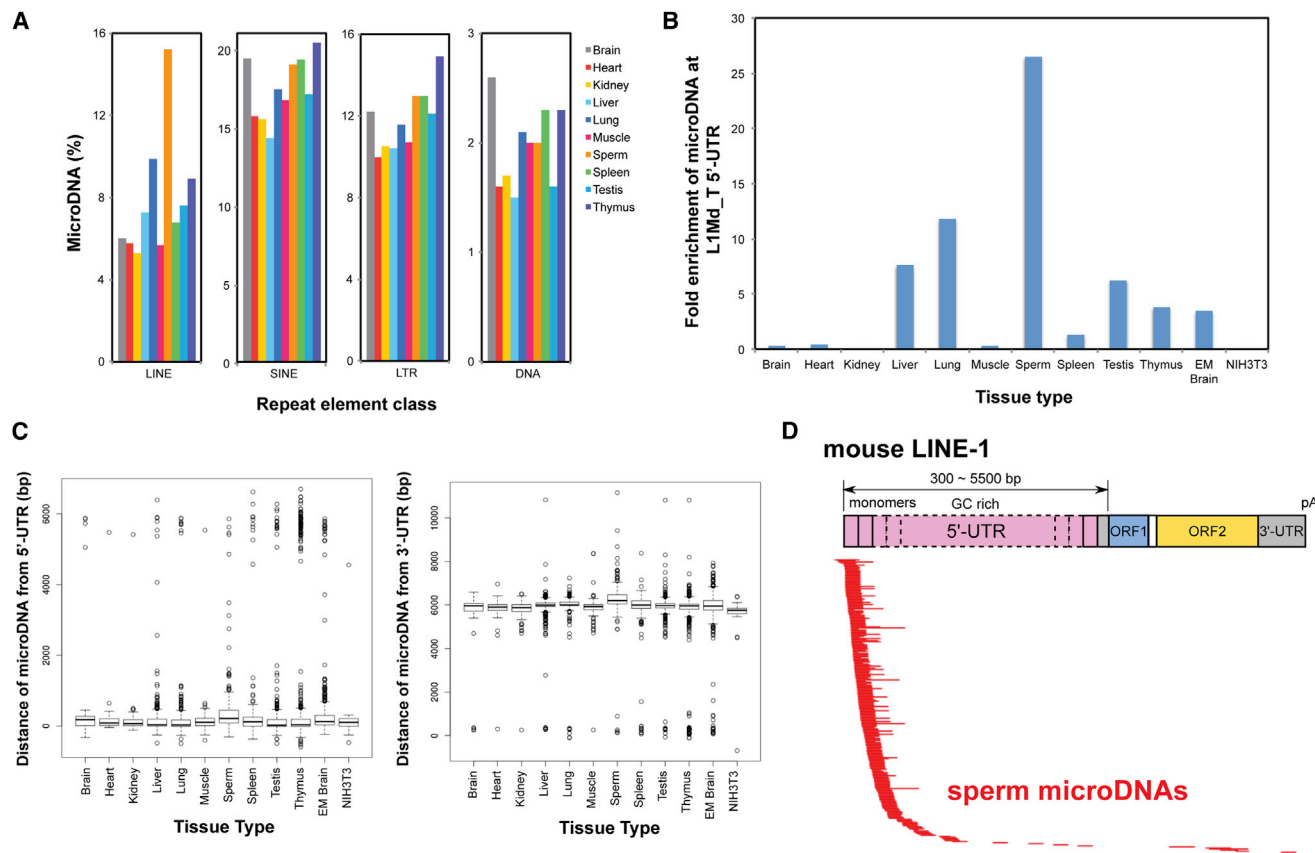 A
MicroDNA (%)
16
12
8
4
0
LINE
20
15
10
5
0
SINE
16
12
8
4
0
LTR
3
2
1
0
DNA
Brain
Heart
Kidney
Liver
Lung
Muscle
Sperm
Spleen
Testis
Thymus
Repeat element class
B
Fold enrichment of microDNA at
L1Md_T 5'-UTR
30
25
20
15
10
5
0
Brain Heart Kidney Liver Lung Muscle Sperm Spleen Testis Thymus EM Brain NIH3T3
Tissue type
C
Distance of microDNA from 5'-UTR (bp)
6000
4000
2000
0
Brain
Heart
Kidney
Liver
Lung
Muscle
Sperm
Spleen
Testis
Thymus
EM Brain
NIH3T3
Tissue Type
Distance of microDNA from 3'-UTR (bp)
10000
8000
6000
4000
2000
0
Brain
Heart
Kidney
Liver
Lung
Muscle
Sperm
Spleen
Testis
Thymus
EM Brain
NIH3T3
Tissue Type
D
mouse LINE-1
300 ~ 5500 bp
monomers GC rich pA
5'-UTR ORF1 ORF2 3'-UTR
sperm microDNAs